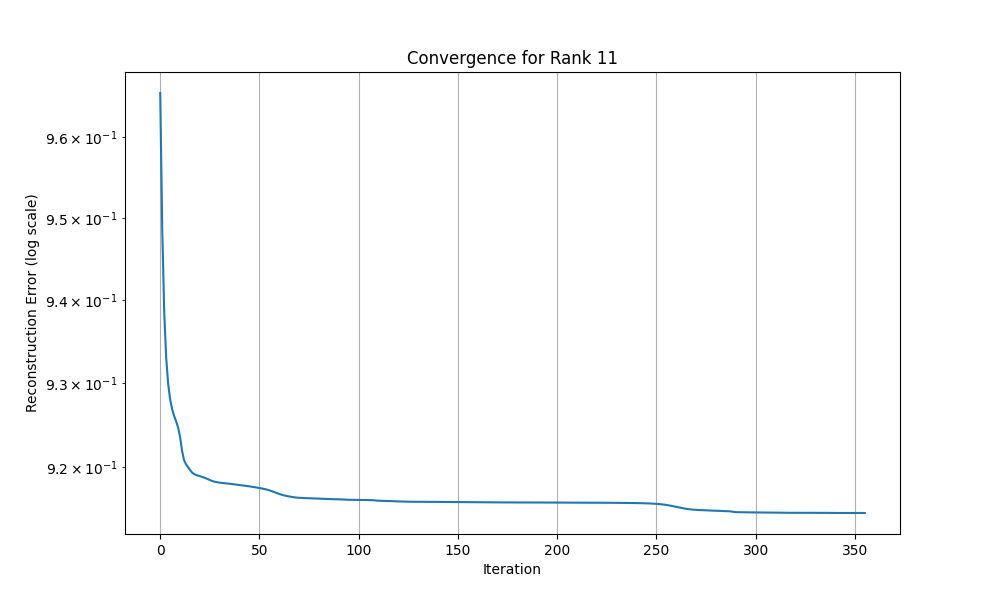 Convergence for Rank 11
Reconstruction Error (log scale)
9.6 × 10⁻¹
9.5 × 10⁻¹
9.4 × 10⁻¹
9.3 × 10⁻¹
9.2 × 10⁻¹
0 50 100 150 200 250 300 350
Iteration